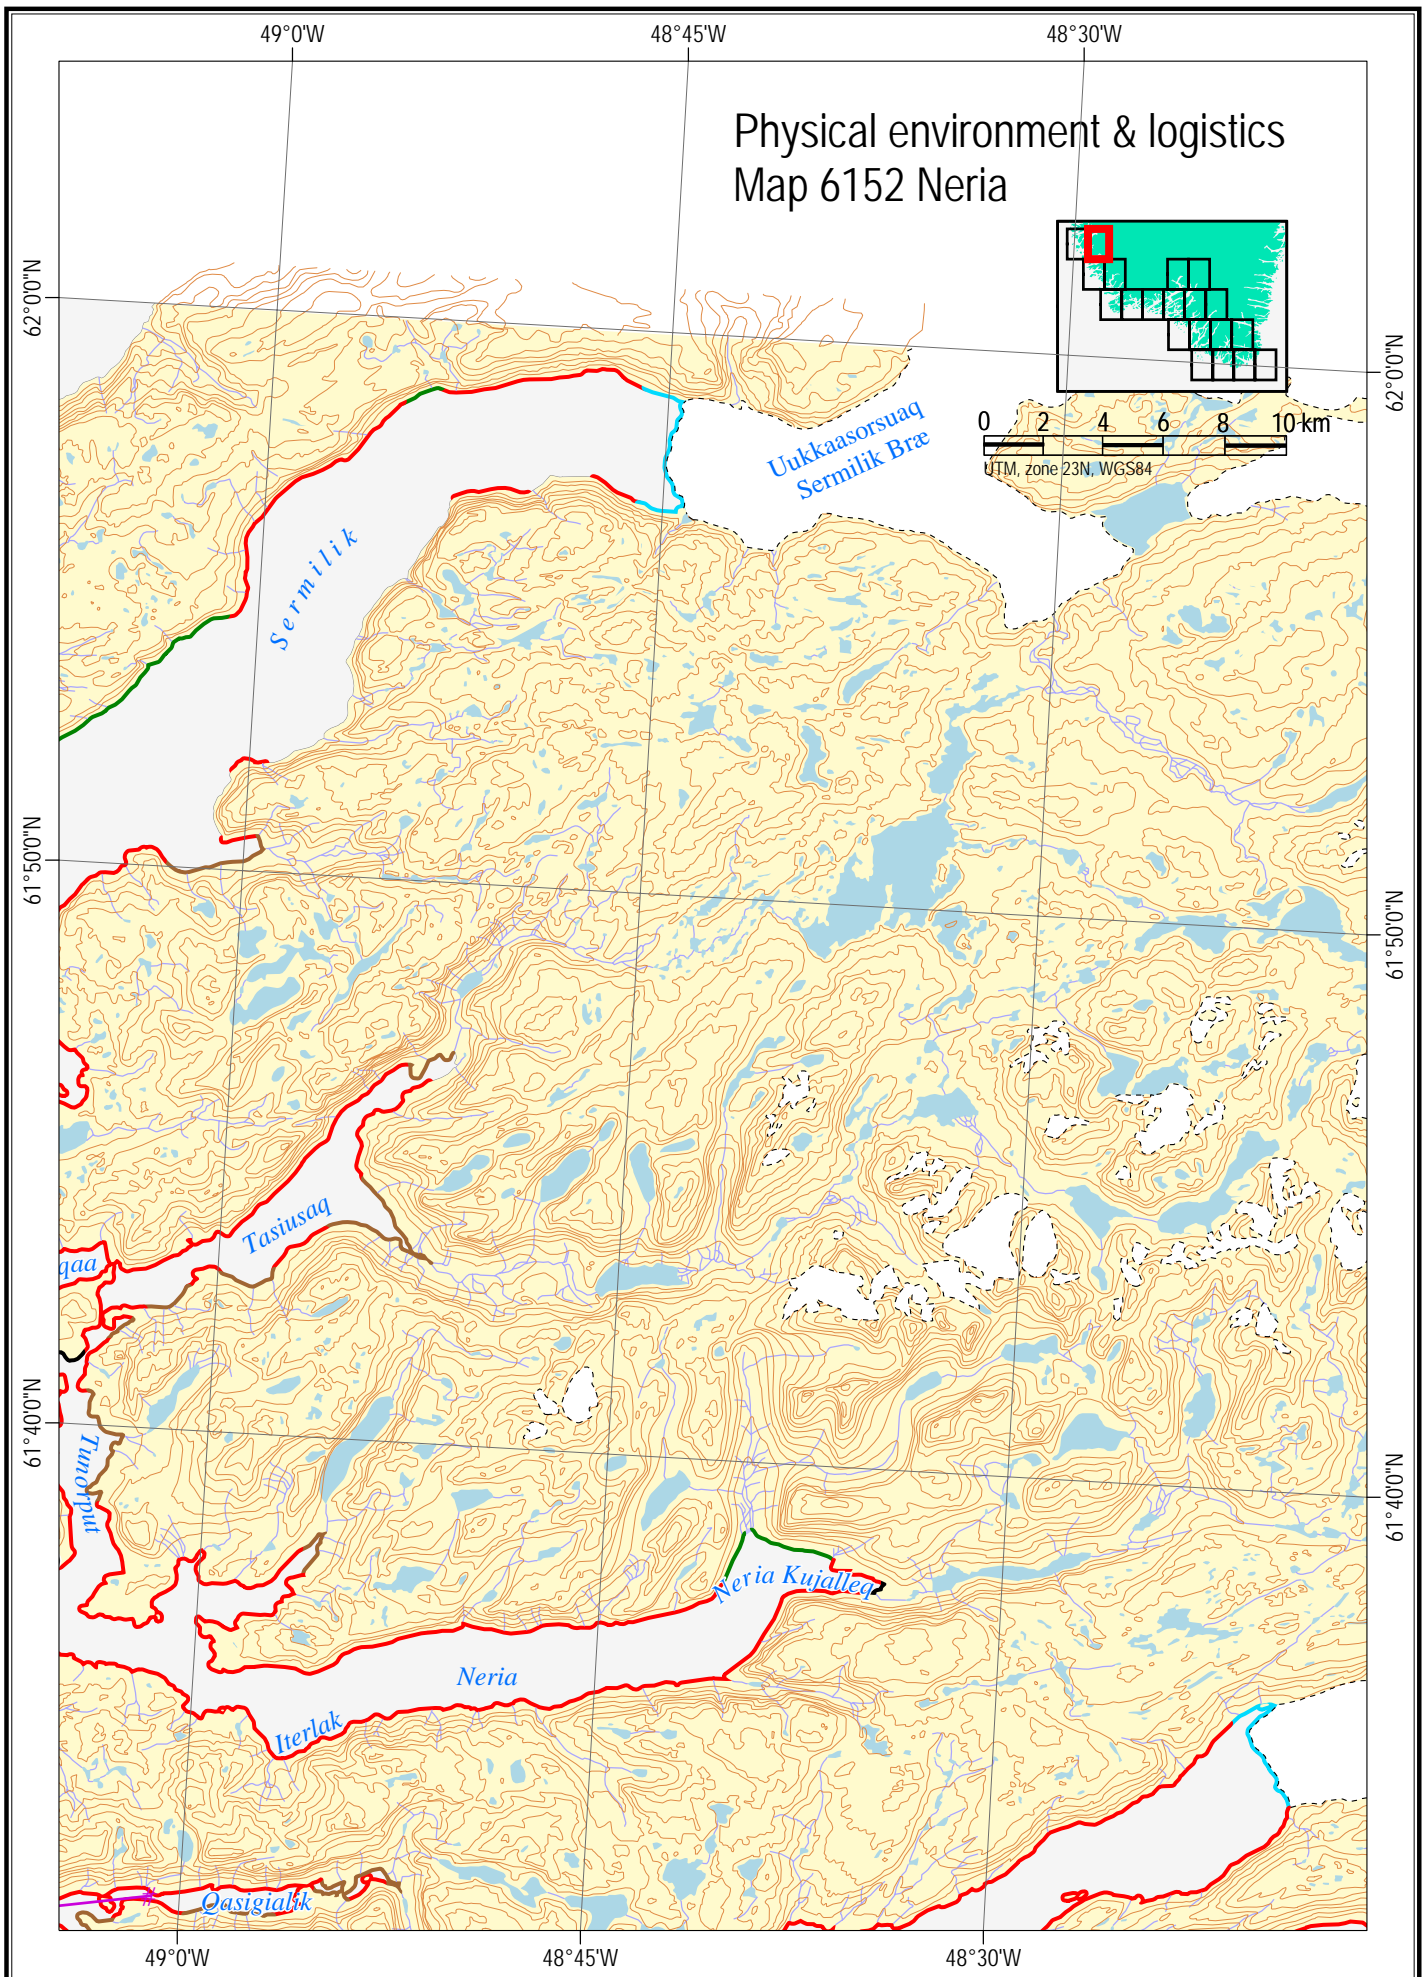 49°0'W
48°45'W
48°30'W
Physical environment & logistics
Map 6152 Neria
62°0'0"N
62°0'0"N
0 2 4 6 8 10 km
UTM, zone 23N, WGS84
Uukkaasorsuaq
Sermilik Bræ
Sermilik
61°50'0"N
61°50'0"N
Tasiusaq
qaa
61°40'0"N
61°40'0"N
Tunorput
Neria Kujalleq
Neria
Iterlak
Qasigialik
49°0'W
48°45'W
48°30'W